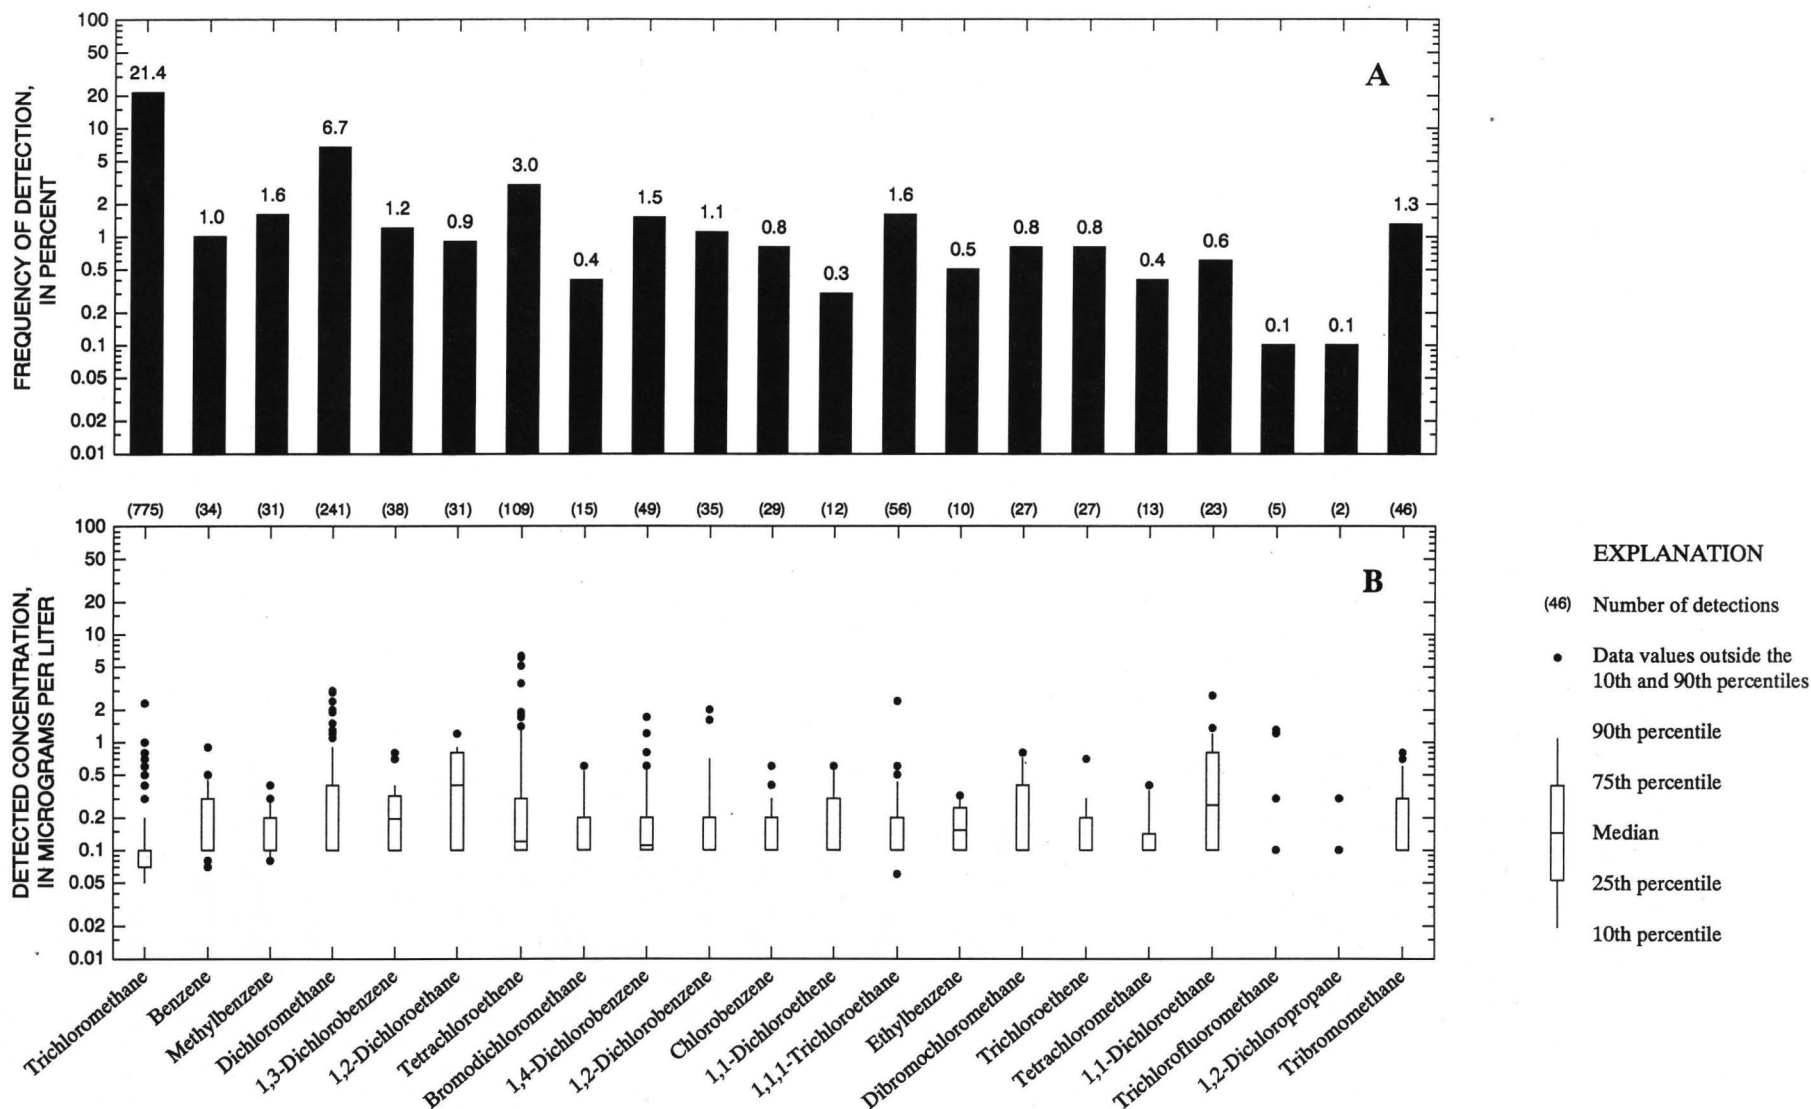 100
50
20
10
5
2
1
0.5
0.2
0.1
0.05
0.02
0.01
FREQUENCY OF DETECTION,
IN PERCENT
A
21.4
1.0
1.6
6.7
1.2
0.9
3.0
0.4
1.5
1.1
0.8
0.3
1.6
0.5
0.8
0.8
0.4
0.6
0.1
0.1
1.3
(775) (34) (31) (241) (38) (31) (109) (15) (49) (35) (29) (12) (56) (10) (27) (27) (13) (23) (5) (2) (46)
100
50
20
10
5
2
1
0.5
0.2
0.1
0.05
0.02
0.01
DETECTED CONCENTRATION,
IN MICROGRAMS PER LITER
B
Trichloromethane
Benzene
Methylbenzene
Dichloromethane
1,3-Dichlorobenzene
1,2-Dichloroethane
Tetrachloroethene
Bromodichloromethane
1,4-Dichlorobenzene
1,2-Dichlorobenzene
Chlorobenzene
1,1-Dichloroethene
1,1,1-Trichloroethane
Ethylbenzene
Dibromochloromethane
Trichloroethene
Tetrachloromethane
1,1-Dichloroethane
Trichlorofluoromethane
1,2-Dichloropropane
Tribromomethane
EXPLANATION
(46) Number of detections
Data values outside the
10th and 90th percentiles
90th percentile
75th percentile
Median
25th percentile
10th percentile